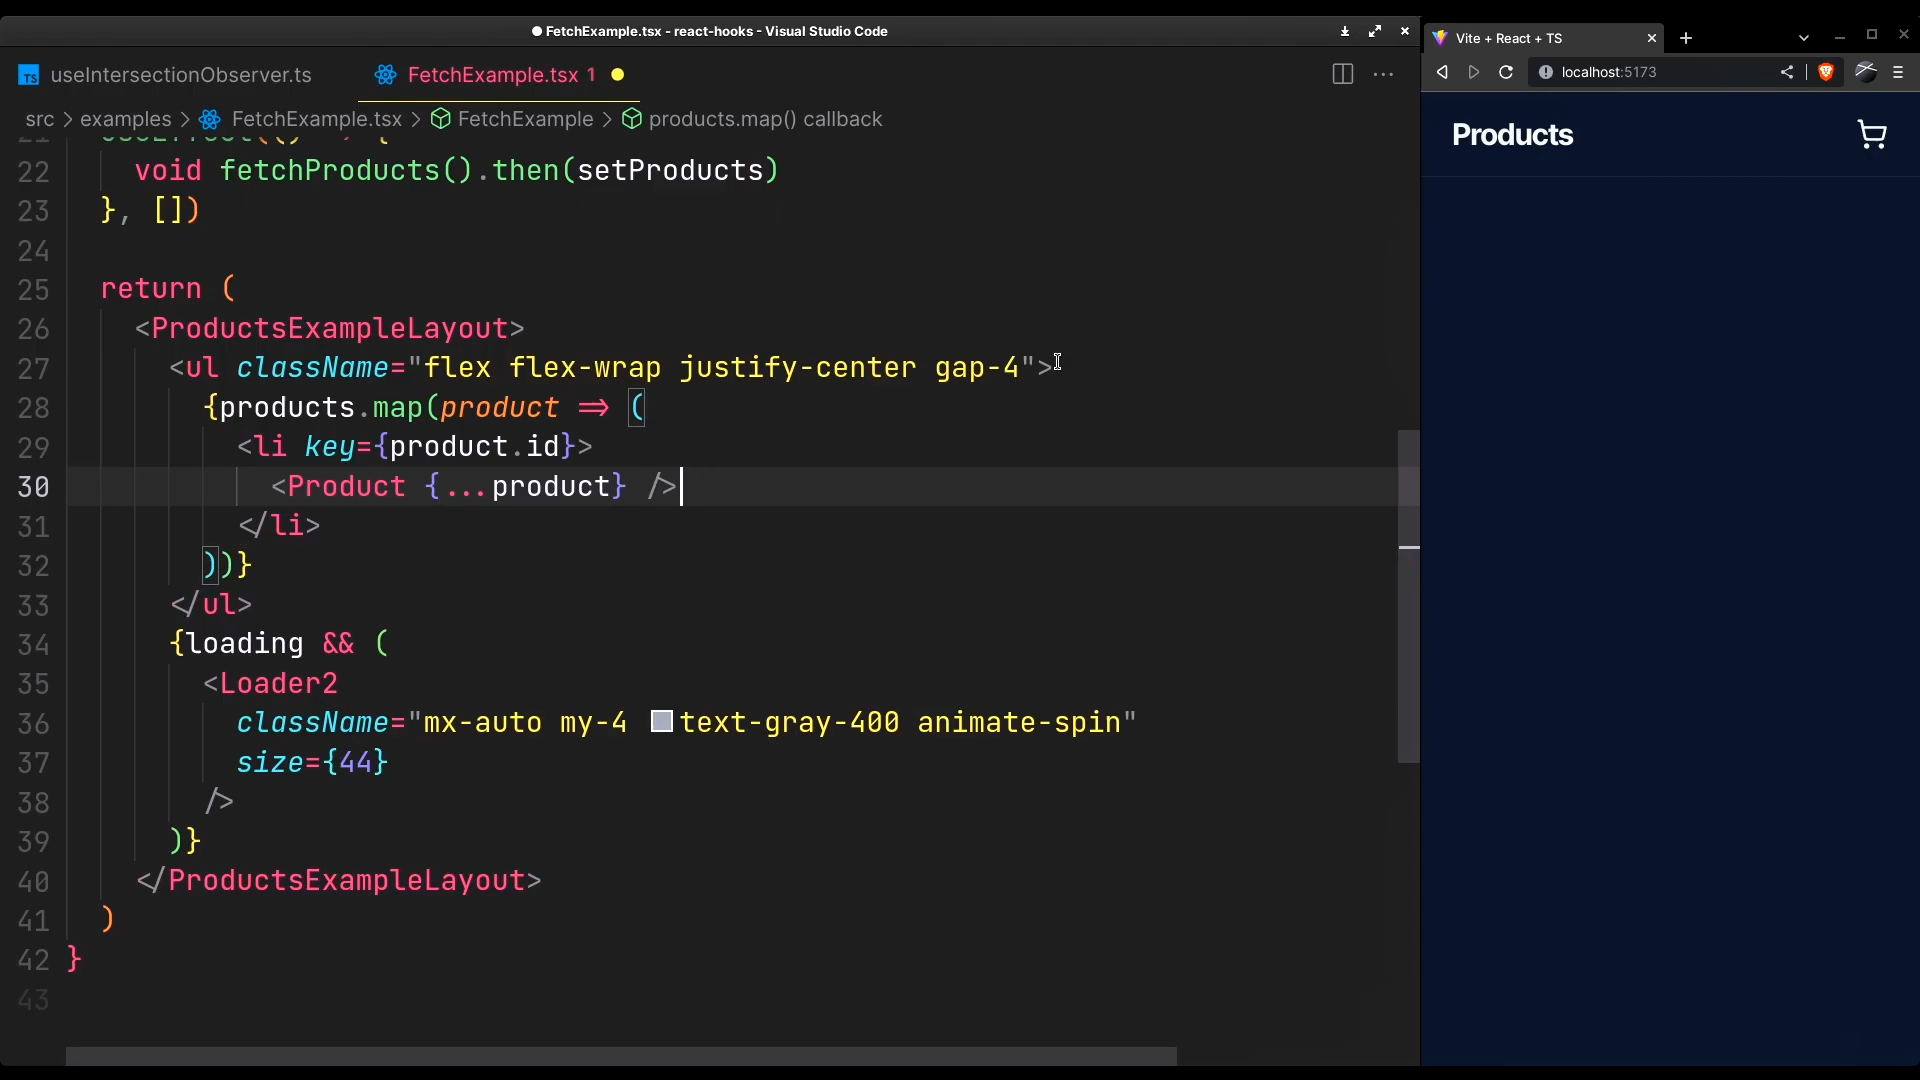 FetchExample.tsx - react-hooks - Visual Studio Code
TS useIntersectionObserver.ts FetchExample.tsx 1
src > examples > FetchExample.tsx > FetchExample > products.map() callback
22 void fetchProducts().then(setProducts)
23 }, [])
24
25 return (
26 <ProductsExampleLayout>
27 <ul className="flex flex-wrap justify-center gap-4">
28 {products.map(product => (
29 <li key={product.id}>
30 <Product {...product} />
31 </li>
32 ))}
33 </ul>
34 {loading && (
35 <Loader2
36 className="mx-auto my-4 text-gray-400 animate-spin"
37 size={44}
38 />
39 )}
40 </ProductsExampleLayout>
41 )
42 }
43
Vite + React + TS
localhost:5173
Products